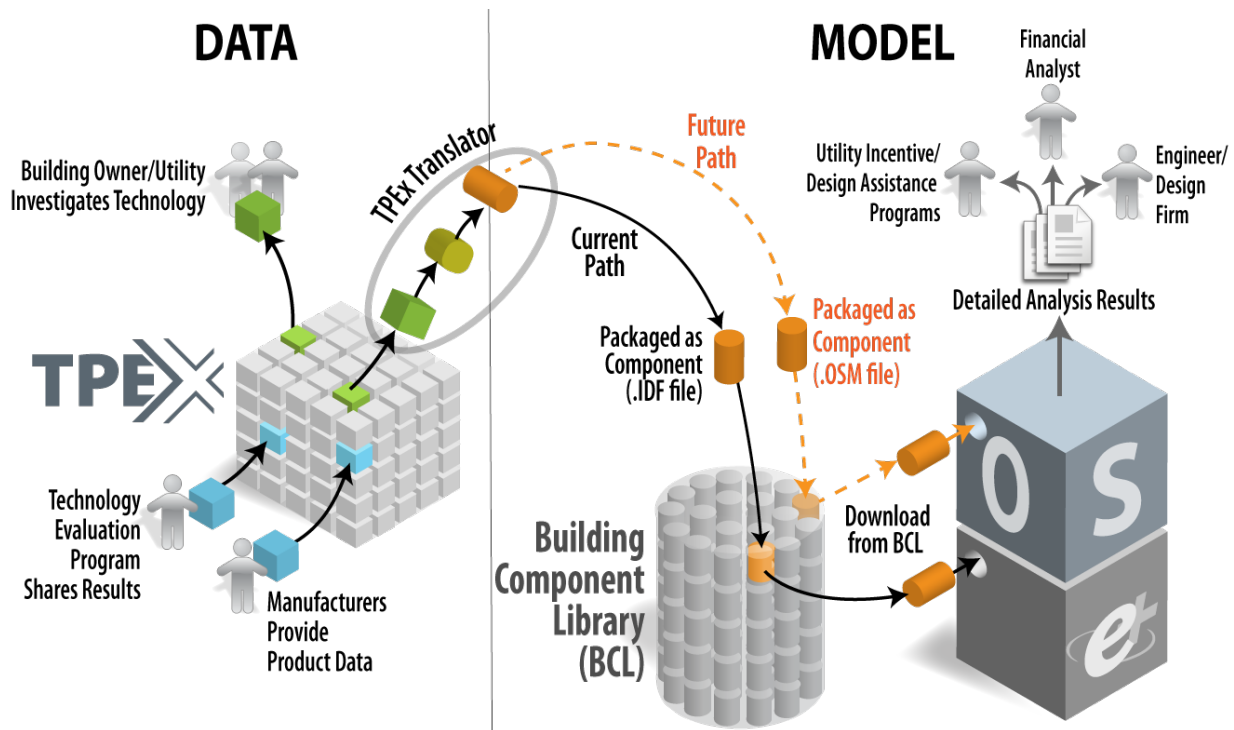 DATA
MODEL
Building Owner/Utility
Investigates Technology
TPEx Translator
TPEX
Technology
Evaluation
Program
Shares Results
Manufacturers
Provide
Product Data
Future
Path
Current
Path
Packaged as
Component
(.IDF file)
Packaged as
Component
(.OSM file)
Building
Component
Library
(BCL)
Download
from BCL
Financial
Analyst
Utility Incentive/
Design Assistance
Programs
Engineer/
Design
Firm
Detailed Analysis Results
O S
e+